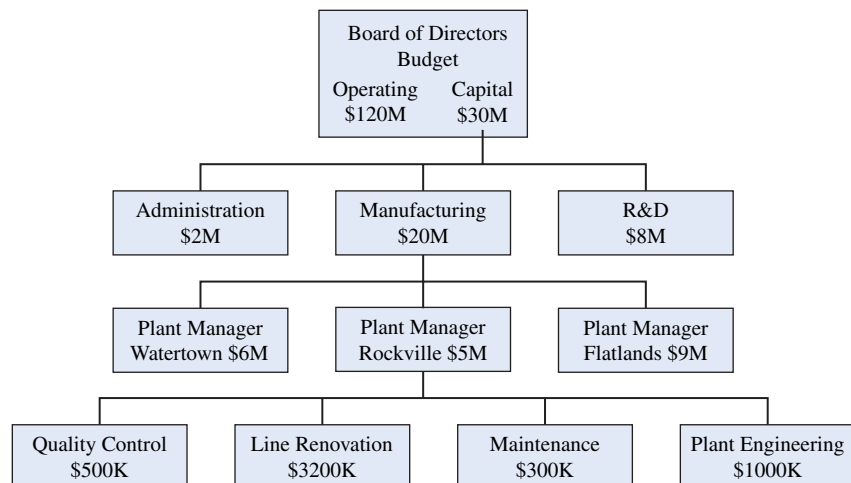 Board of Directors
Budget
Operating Capital
$120M $30M
Administration
$2M
Manufacturing
$20M
R&D
$8M
Plant Manager
Watertown $6M
Plant Manager
Rockville $5M
Plant Manager
Flatlands $9M
Quality Control
$500K
Line Renovation
$3200K
Maintenance
$300K
Plant Engineering
$1000K